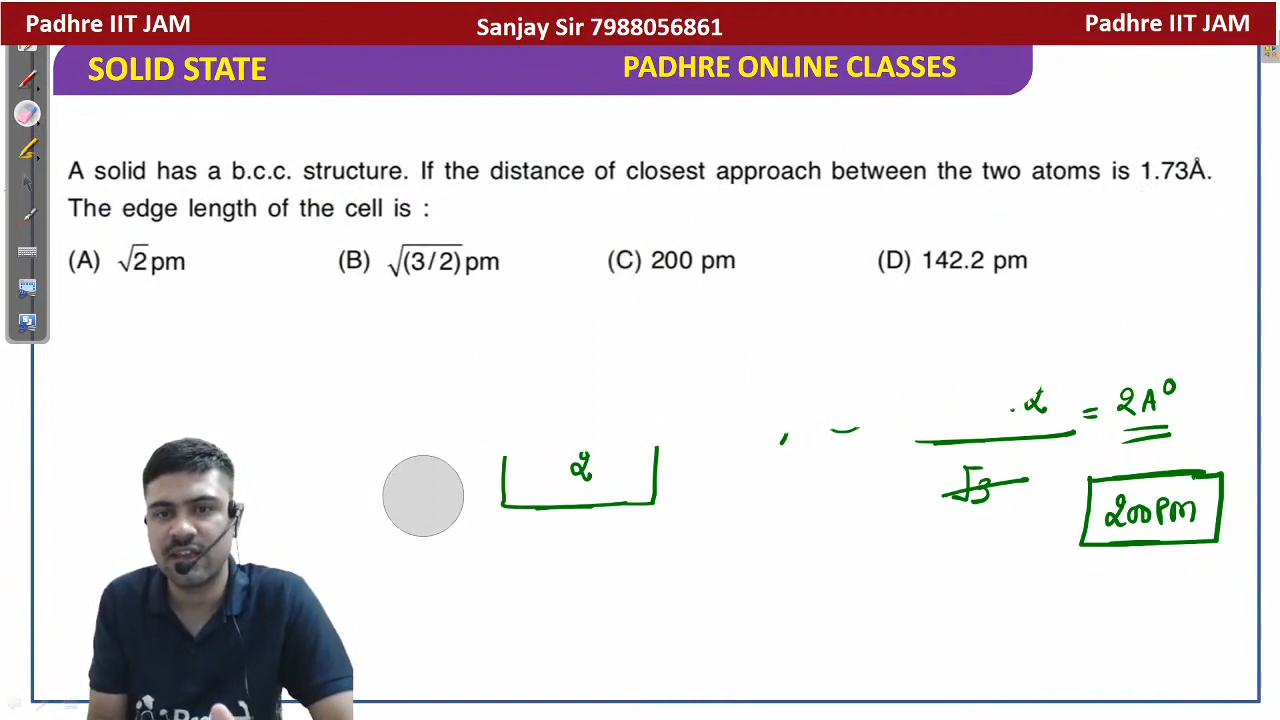 Padhre IIT JAM Sanjay Sir 7988056861 Padhre IIT JAM
SOLID STATE PADHRE ONLINE CLASSES
A solid has a b.c.c. structure. If the distance of closest approach between the two atoms is 1.73Å.
The edge length of the cell is :
(A) √2 pm (B) √(3/2) pm (C) 200 pm (D) 142.2 pm
2 = 2A°
2
√3
200 PM